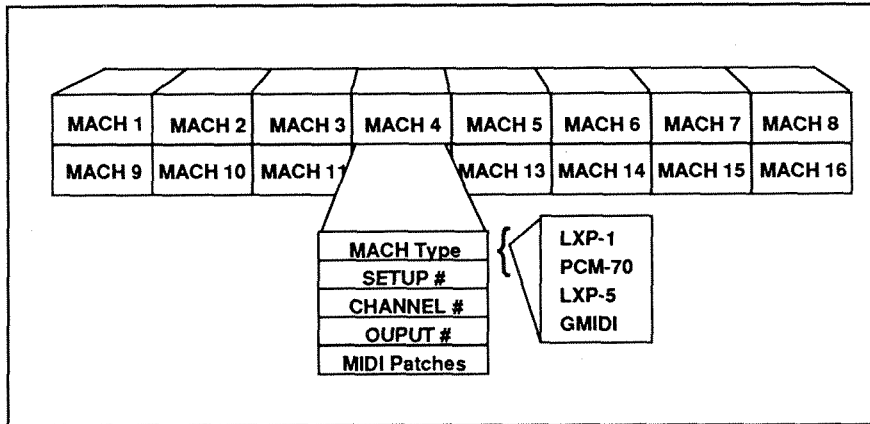 MACH 1 MACH 2 MACH 3 MACH 4 MACH 5 MACH 6 MACH 7 MACH 8
MACH 9 MACH 10 MACH 11 MACH 13 MACH 14 MACH 15 MACH 16
MACH Type
SETUP #
CHANNEL #
OUPUT #
MIDI Patches
LXP-1
PCM-70
LXP-5
GMIDI